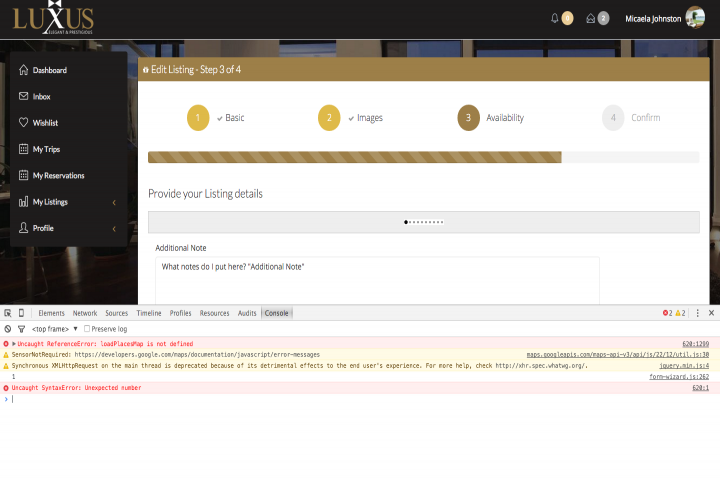 LUXUS
ELEGANT & PRESTIGIOUS
0
2
Micaela Johnston
Dashboard
Inbox
Wishlist
My Trips
My Reservations
My Listings
Profile
Edit Listing - Step 3 of 4
1 Basic
2 Images
3 Availability
4 Confirm
Provide your Listing details
Additional Note
What notes do I put here? "Additional Note"
Elements Network Sources Timeline Profiles Resources Audits Console 2 2
<top frame> Preserve log
Uncaught ReferenceError: loadPlacesMap is not defined 620:1299
SensorNotRequired: https://developers.google.com/maps/documentation/javascript/error-messages maps.googleapis.com/maps-api-v3/api/js/22/12/util.js:30
Synchronous XMLHttpRequest on the main thread is deprecated because of its detrimental effects to the end user's experience. For more help, check http://xhr.spec.whatwg.org/. jquery.min.js:4
1 form-wizard.js:262
Uncaught SyntaxError: Unexpected number 620:1